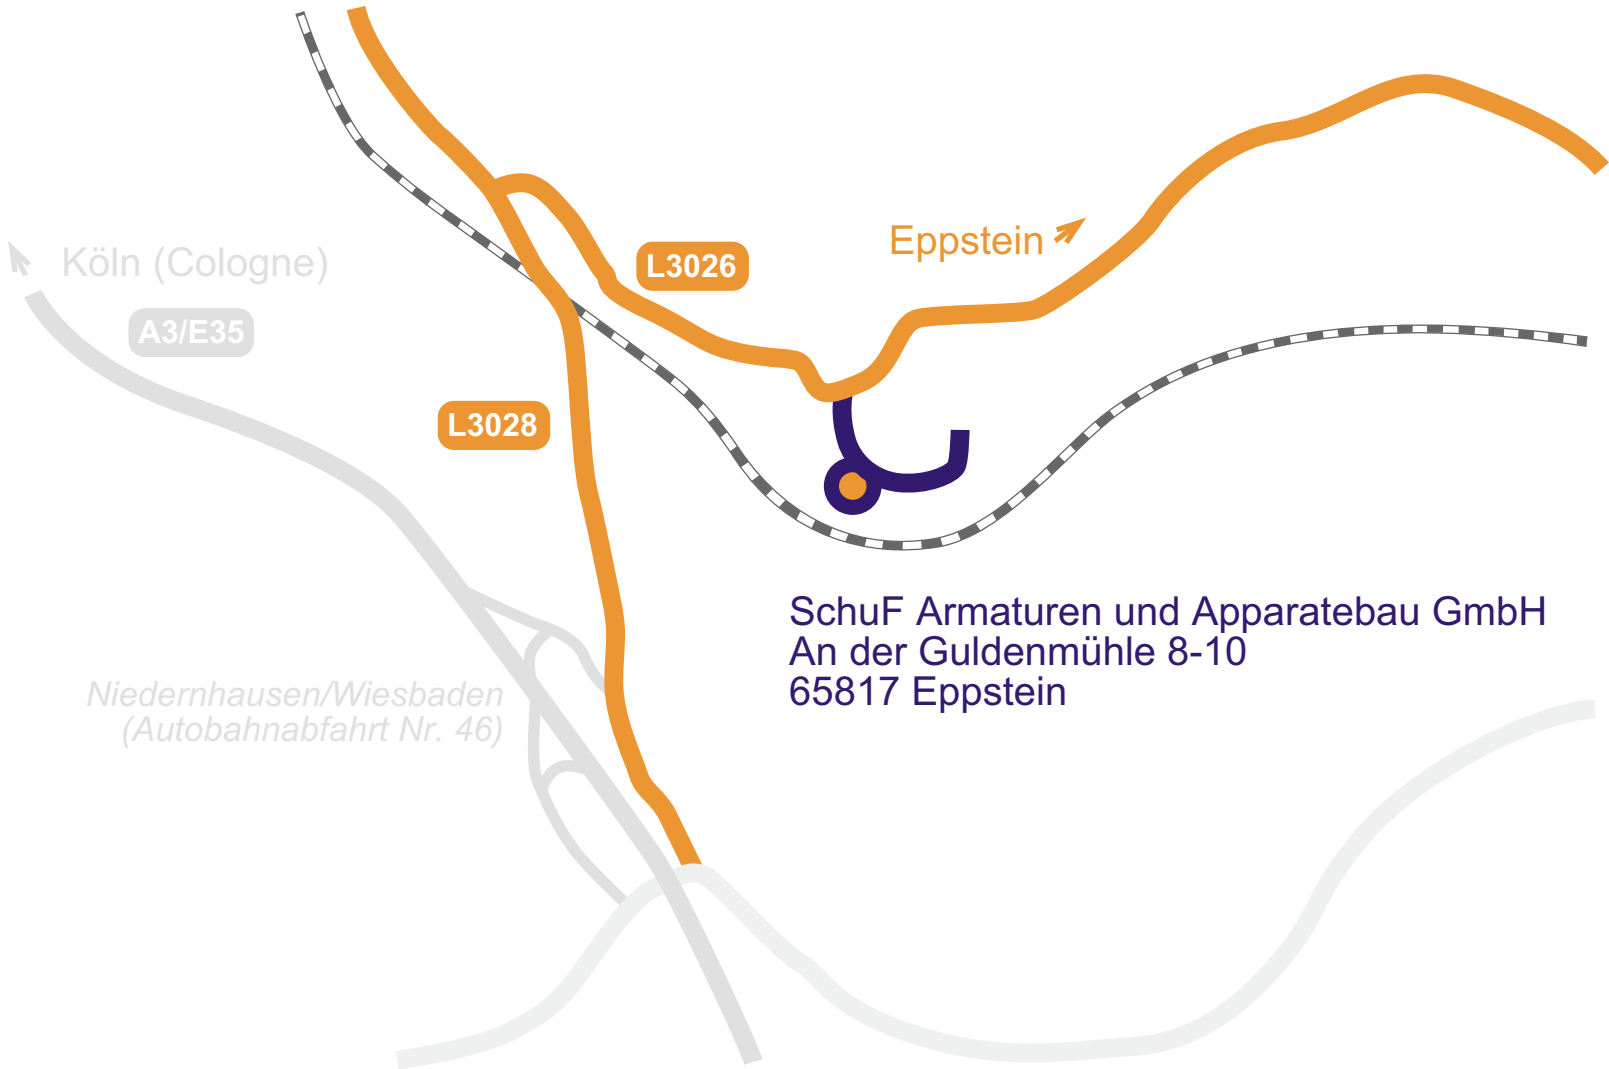 Eppstein
L3026
Köln (Cologne)
A3/E35
L3028
SchuF Armaturen und Apparatebau GmbH
An der Guldenmühle 8-10
65817 Eppstein
Niedernhausen/Wiesbaden
(Autobahnabfahrt Nr. 46)